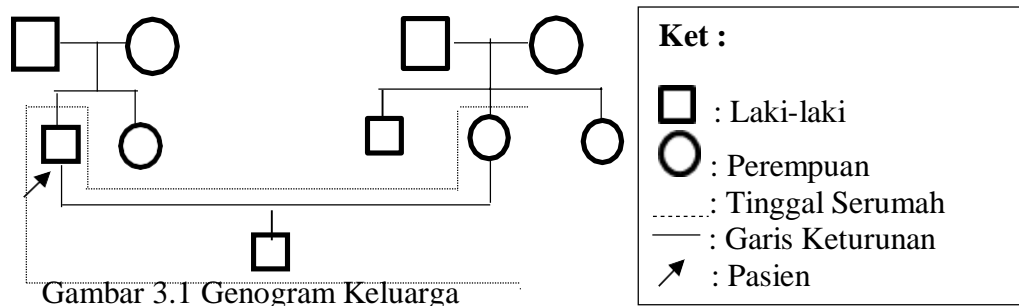 Ket :
: Laki-laki
: Perempuan
: Tinggal Serumah
: Garis Keturunan
: Pasien
Gambar 3.1 Genogram Keluarga